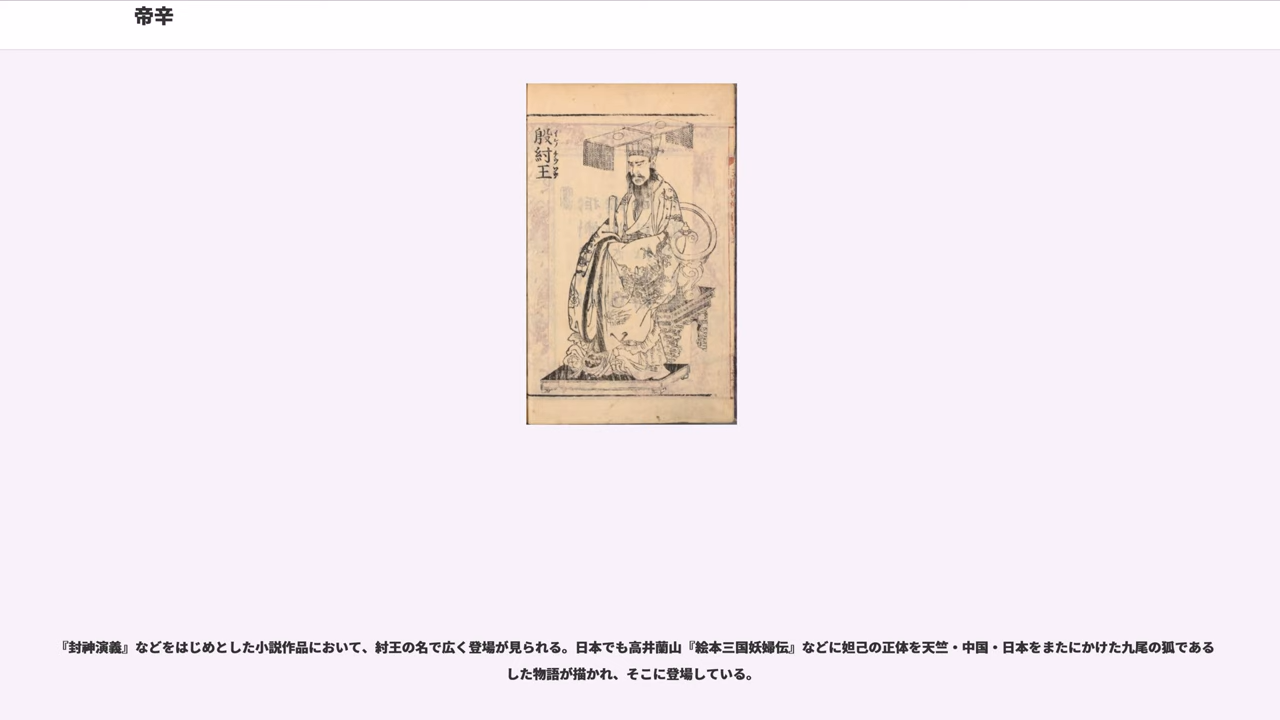 帝辛
殷紂王
『封神演義』などをはじめとした小説作品において、紂王の名で広く登場が見られる。日本でも高井蘭山『絵本三国妖婦伝』などに妲己の正体を天竺・中国・日本をまたにかけた九尾の狐である
した物語が描かれ、そこに登場している。